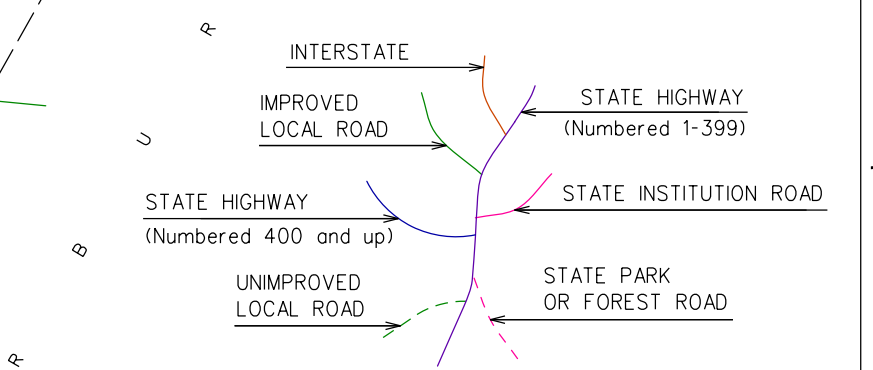 R
INTERSTATE
IMPROVED
LOCAL ROAD
STATE HIGHWAY
(Numbered 1-399)
U
STATE HIGHWAY
(Numbered 400 and up)
STATE INSTITUTION ROAD
B
UNIMPROVED
LOCAL ROAD
STATE PARK
OR FOREST ROAD
R